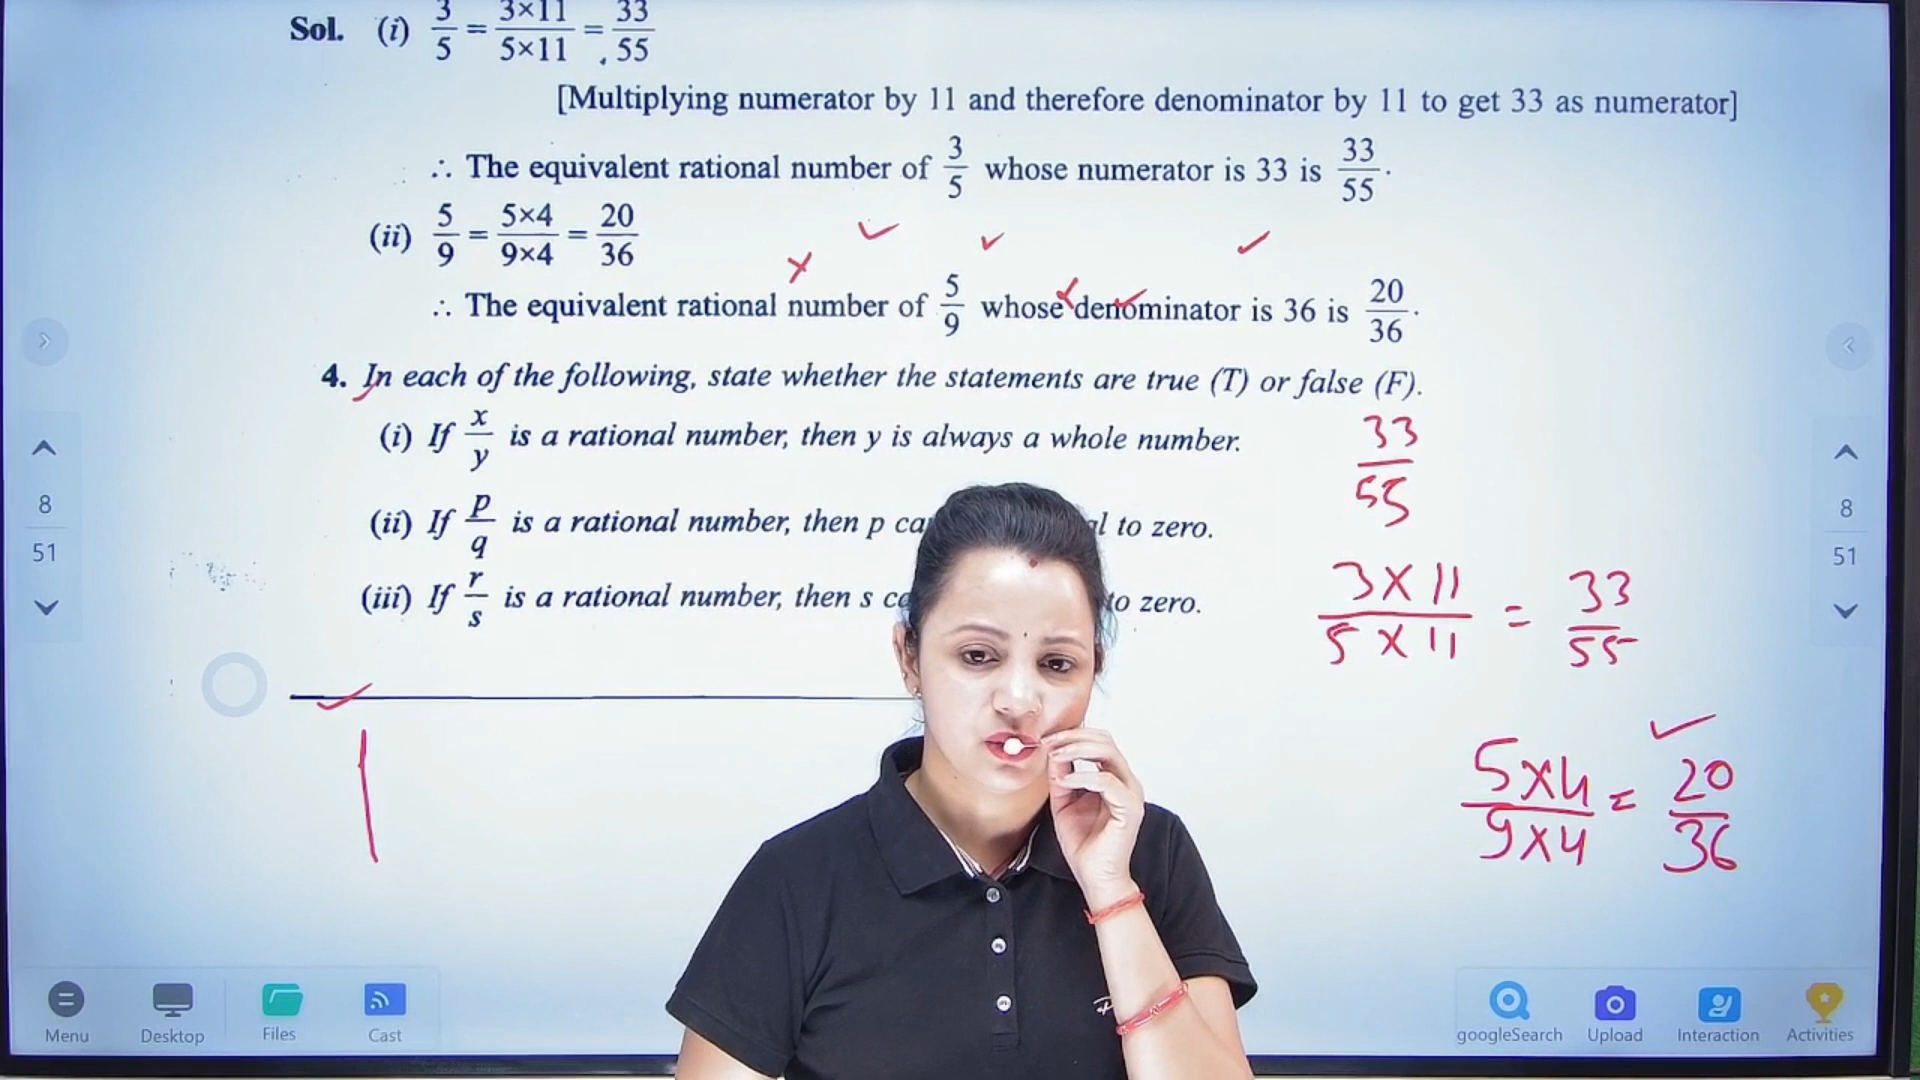 Sol. (i) 3/5 = 3×11/5×11 = 33/55
[Multiplying numerator by 11 and therefore denominator by 11 to get 33 as numerator]
∴ The equivalent rational number of 3/5 whose numerator is 33 is 33/55.
(ii) 5/9 = 5×4/9×4 = 20/36
∴ The equivalent rational number of 5/9 whose denominator is 36 is 20/36.
4. In each of the following, state whether the statements are true (T) or false (F).
(i) If x/y is a rational number, then y is always a whole number.
(ii) If p/q is a rational number, then p to zero.
(iii) If r/s is a rational number, then s to zero.
33/55
3×11/5×11 = 33/55
5×4/9×4 = 20/36
8
51
8
51
Menu Desktop Files Cast
googleSearch Upload Interaction Activities